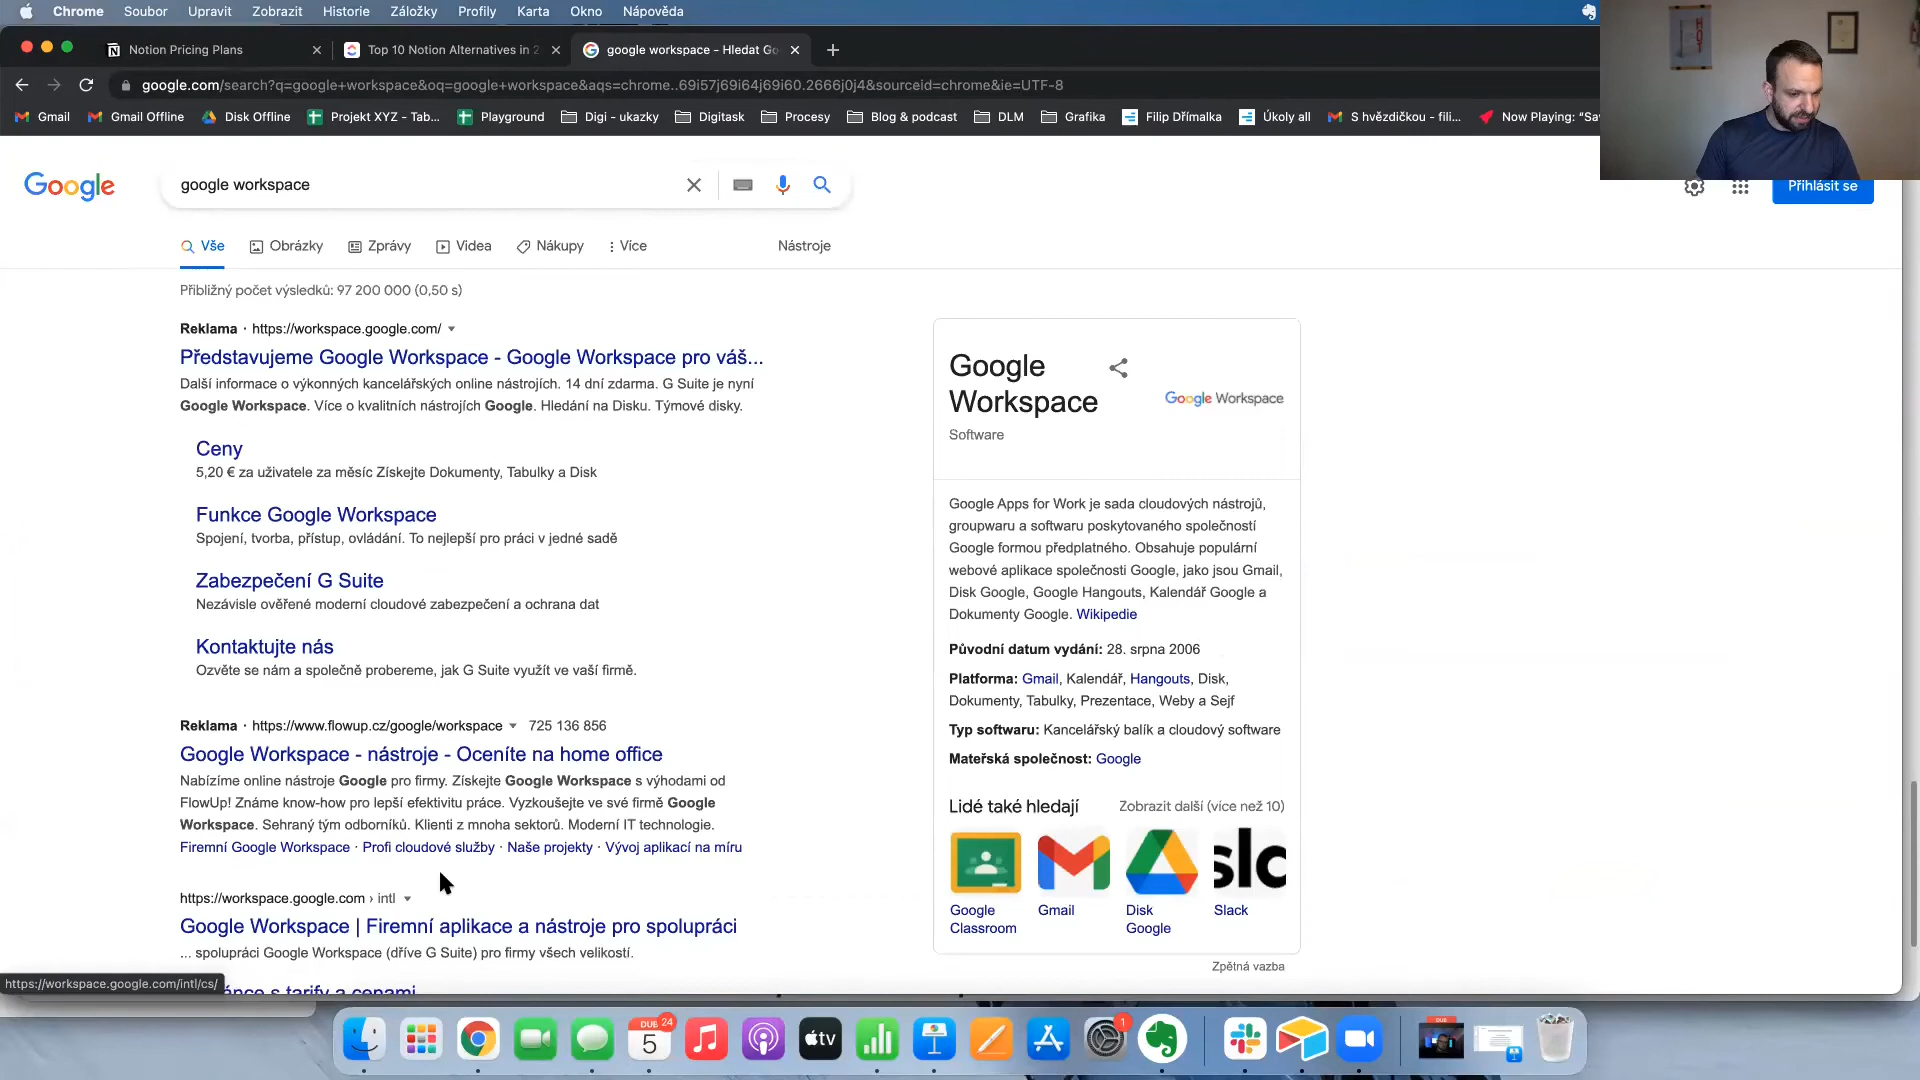 Chrome Soubor Upravit Zobrazit Historie Záložky Profily Karta Okno Nápověda
Notion Pricing Plans
Top 10 Notion Alternatives in 2
google workspace - Hledat Go
google.com/search?q=google+workspace&oq=google+workspace&aqs=chrome..69i57j69i64j69i60.2666j0j4&sourceid=chrome&ie=UTF-8
Gmail Gmail Offline Disk Offline Projekt XYZ - Tab... Playground Digi - ukazky Digitask Procesy Blog & podcast DLM Grafika Filip Dřímalka Úkoly all S hvězdičkou - fili... Now Playing: “Sav
Google
google workspace
Přihlásit se
Vše Obrázky Zprávy Videa Nákupy Více Nástroje
Přibližný počet výsledků: 97 200 000 (0,50 s)
Reklama · https://workspace.google.com/
Představujeme Google Workspace - Google Workspace pro váš...
Další informace o výkonných kancelářských online nástrojích. 14 dní zdarma. G Suite je nyní
Google Workspace. Více o kvalitních nástrojích Google. Hledání na Disku. Týmové disky.
Ceny
5,20 € za uživatele za měsíc Získejte Dokumenty, Tabulky a Disk
Funkce Google Workspace
Spojení, tvorba, přístup, ovládání. To nejlepší pro práci v jedné sadě
Zabezpečení G Suite
Nezávisle ověřené moderní cloudové zabezpečení a ochrana dat
Kontaktujte nás
Ozvěte se nám a společně probereme, jak G Suite využít ve vaší firmě.
Reklama · https://www.flowup.cz/google/workspace 725 136 856
Google Workspace - nástroje - Oceníte na home office
Nabízíme online nástroje Google pro firmy. Získejte Google Workspace s výhodami od
FlowUp! Známe know-how pro lepší efektivitu práce. Vyzkoušejte ve své firmě Google
Workspace. Sehraný tým odborníků. Klienti z mnoha sektorů. Moderní IT technologie.
Firemní Google Workspace · Profi cloudové služby · Naše projekty · Vývoj aplikací na míru
https://workspace.google.com › intl
Google Workspace | Firemní aplikace a nástroje pro spolupráci
... spolupráci Google Workspace (dříve G Suite) pro firmy všech velikostí.
s tarify a cenami
https://workspace.google.com/intl/cs/
Google
Workspace
Google Workspace
Software
Google Apps for Work je sada cloudových nástrojů,
groupwaru a softwaru poskytovaného společností
Google formou předplatného. Obsahuje populární
webové aplikace společnosti Google, jako jsou Gmail,
Disk Google, Google Hangouts, Kalendář Google a
Dokumenty Google. Wikipedie
Původní datum vydání: 28. srpna 2006
Platforma: Gmail, Kalendář, Hangouts, Disk,
Dokumenty, Tabulky, Prezentace, Weby a Sejf
Typ softwaru: Kancelářský balík a cloudový software
Mateřská společnost: Google
Lidé také hledají Zobrazit další (více než 10)
slc
Google
Classroom
Gmail
Disk
Google
Slack
Zpětná vazba
DUB
5
24
tv
1